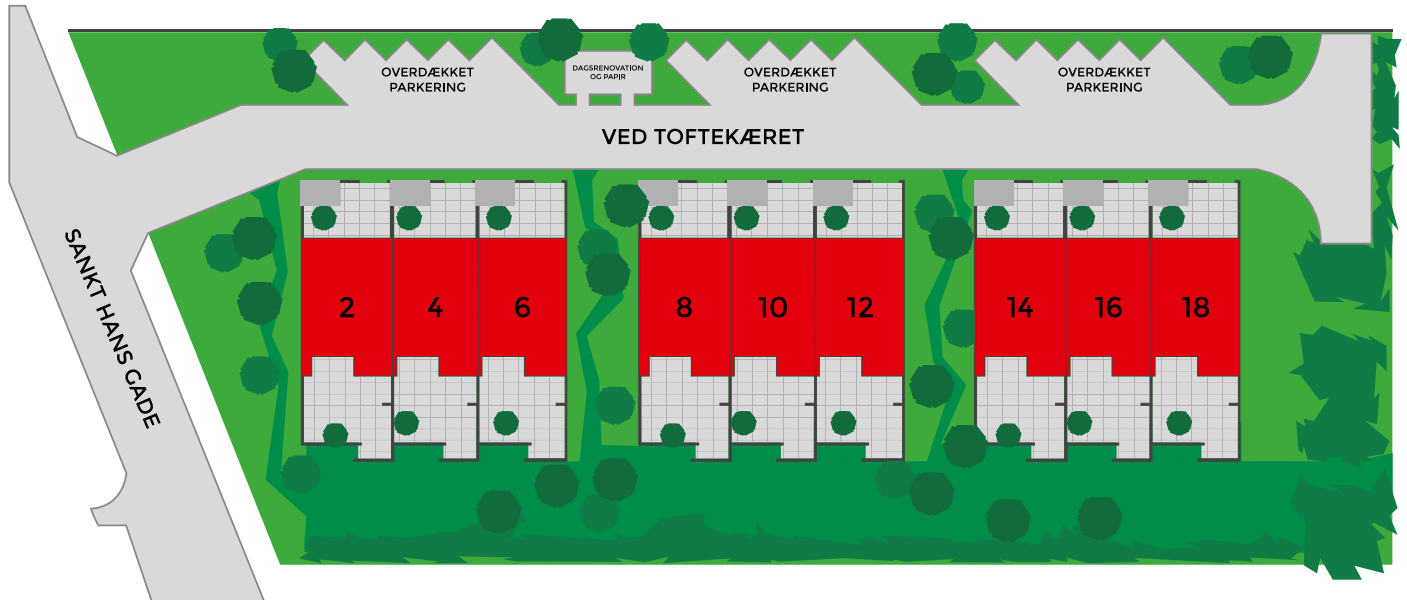 OVERDÆKKET
PARKERING
DAGSRENOVATION
OG PAPIR
OVERDÆKKET
PARKERING
OVERDÆKKET
PARKERING
VED TOFTEKÆRET
SANKT HANS GADE
2
4
6
8
10
12
14
16
18